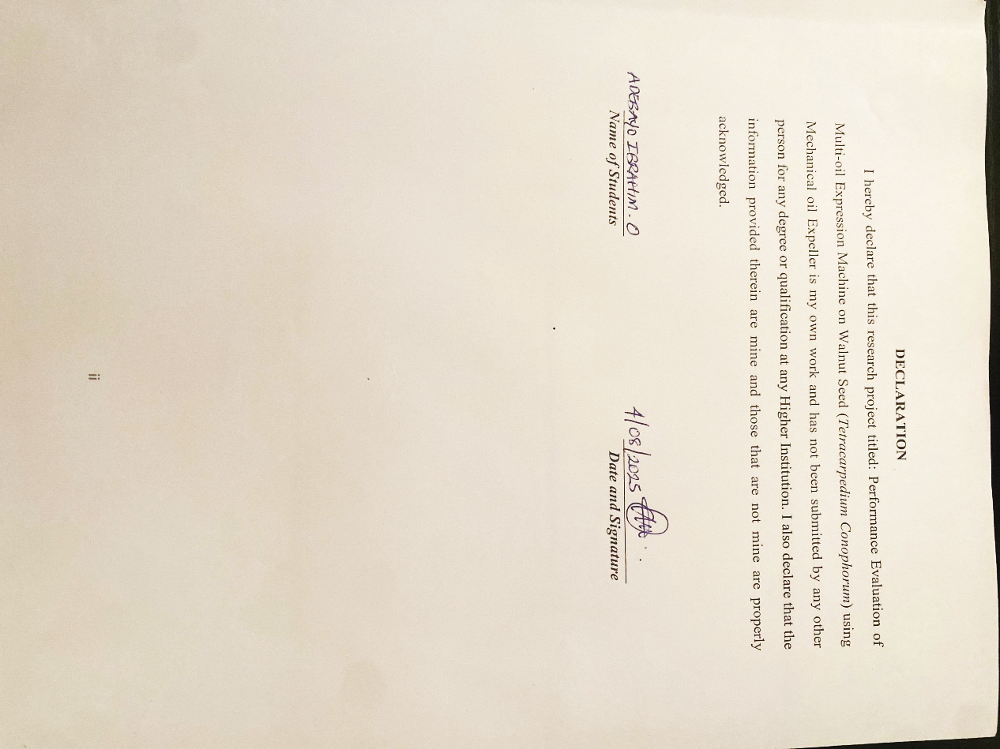 DECLARATION
I hereby declare that this research project titled: Performance Evaluation of
Multi-oil Expression Machine on Walnut Seed (Tetracarpedium Conophorum) using
Mechanical oil Expeller is my own work and has not been submitted by any other
person for any degree or qualification at any Higher Institution. I also declare that the
information provided therein are mine and those that are not mine are properly
acknowledged.
ADEBAYO IBRAHIM. O 4/08/2025
Name of Students Date and Signature
ii